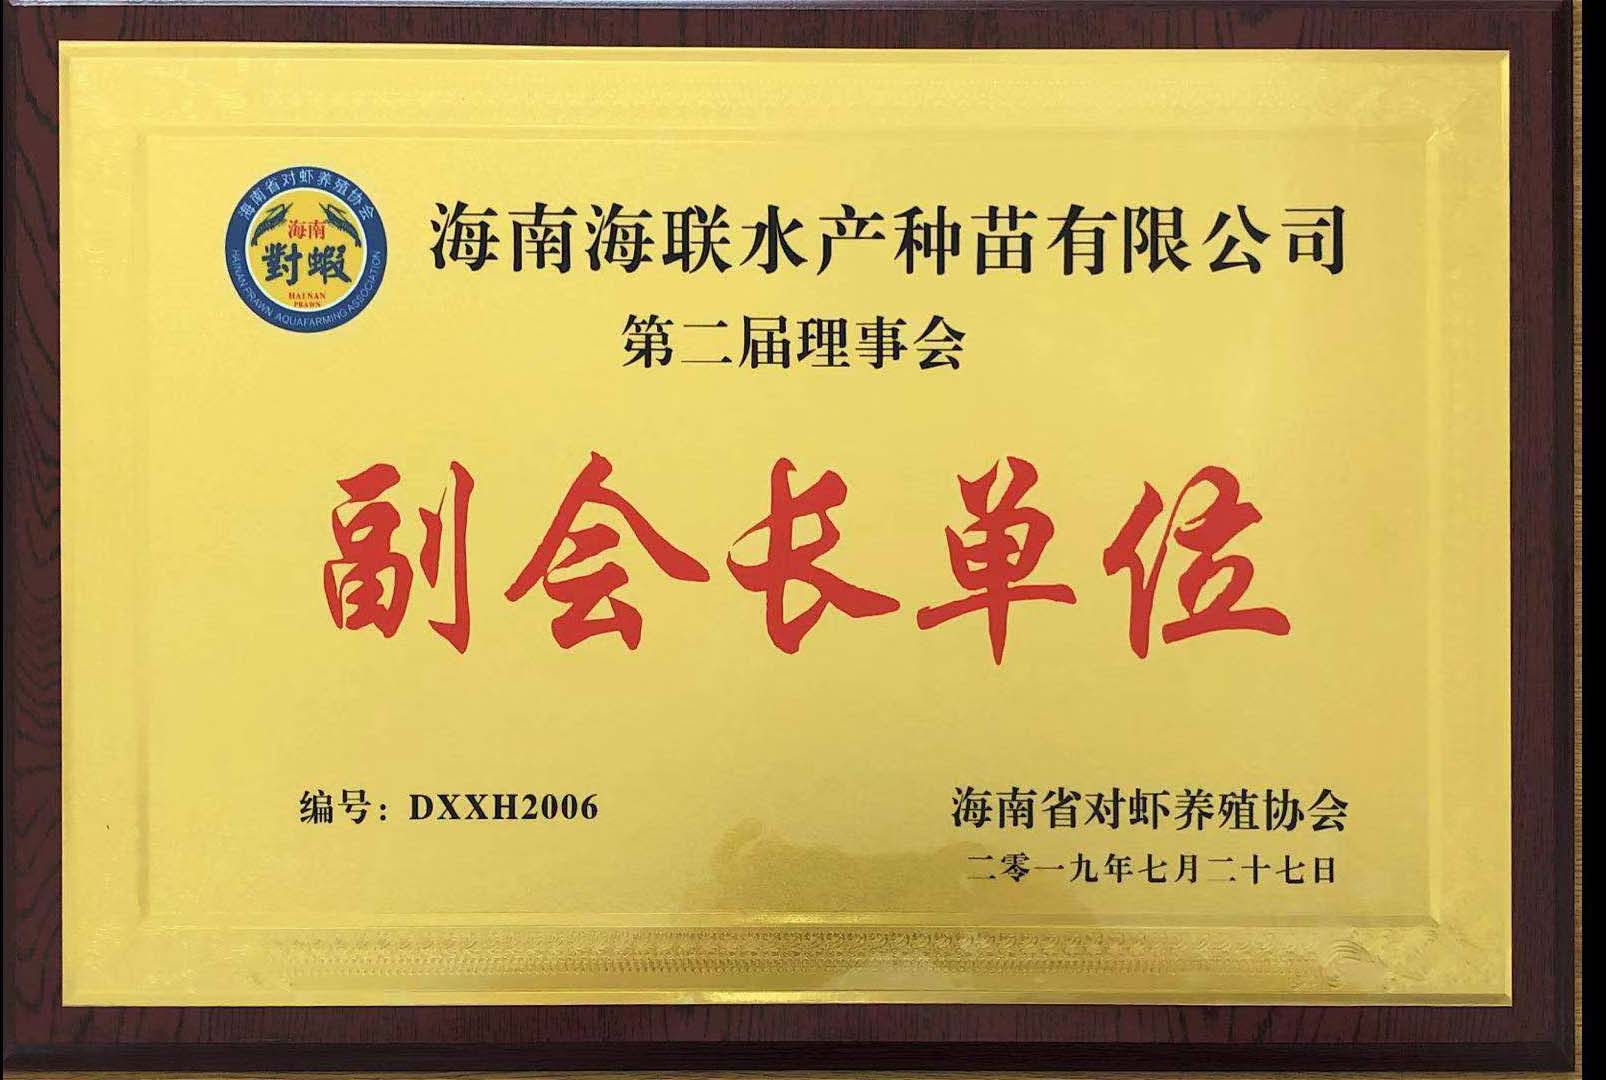 海南省对虾养殖协会
海南
對蝦
HAINAN
PRAWN
HAINAN PRAWN AQUAFARMING ASSOCIATION
海南海联水产种苗有限公司
第二届理事会
副会长单位
编号：DXXH2006
海南省对虾养殖协会
二零一九年七月二十七日